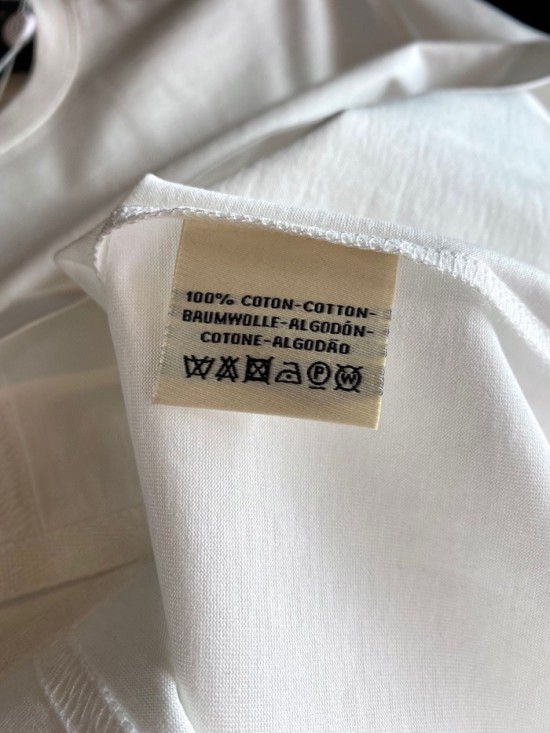 100% COTON-COTTON-
BAUMWOLLE-ALGODÓN-
COTONE-ALGODÃO
P W